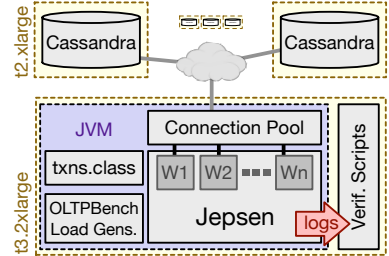 t2.xlarge
Cassandra
Cassandra
t3.2xlarge
JVM
Connection Pool
txns.class
W1 W2 Wn
OLTPBench
Load Gens.
Jepsen
logs
Verif. Scripts